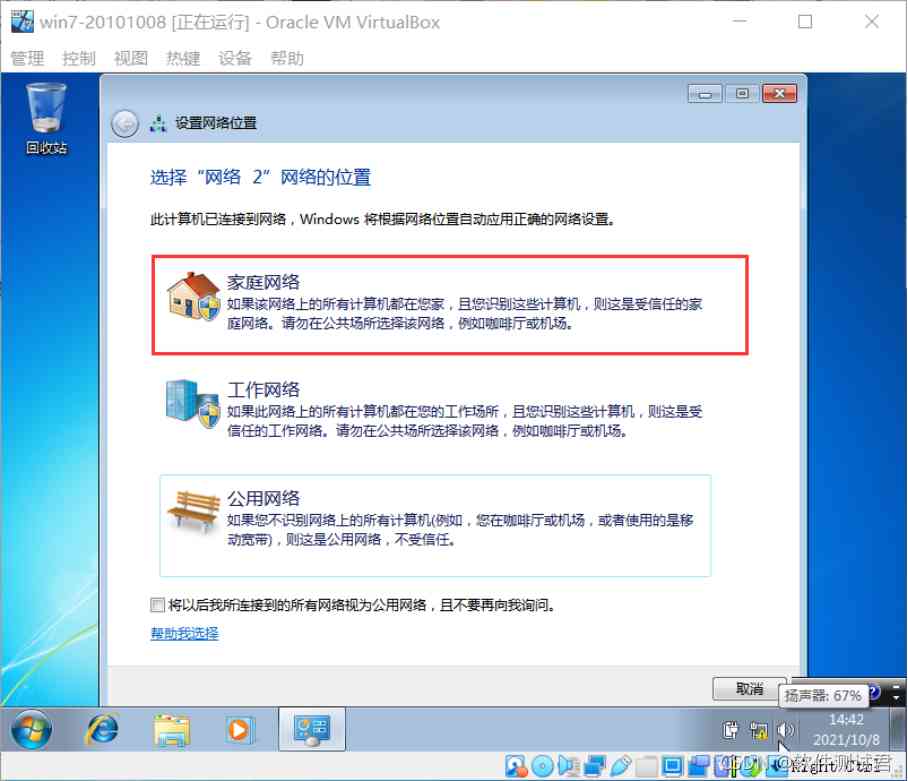 win7-20101008 [正在运行] - Oracle VM VirtualBox
管理 控制 视图 热键 设备 帮助
回收站
设置网络位置
选择“网络 2”网络的位置
此计算机已连接到网络，Windows 将根据网络位置自动应用正确的网络设置。
家庭网络
如果该网络上的所有计算机都在您家，且您识别这些计算机，则这是受信任的家
庭网络。请勿在公共场所选择该网络，例如咖啡厅或机场。
工作网络
如果此网络上的所有计算机都在您的工作场所，且您识别这些计算机，则这是受
信任的工作网络。请勿在公共场所选择该网络，例如咖啡厅或机场。
公用网络
如果您不识别网络上的所有计算机(例如，您在咖啡厅或机场，或者使用的是移
动宽带)，则这是公用网络，不受信任。
将以后我所连接到的所有网络视为公用网络，且不要再向我询问。
帮助我选择
取消
扬声器: 67%
14:42
2021/10/8
CSDN @软件测试君
Right Ctrl